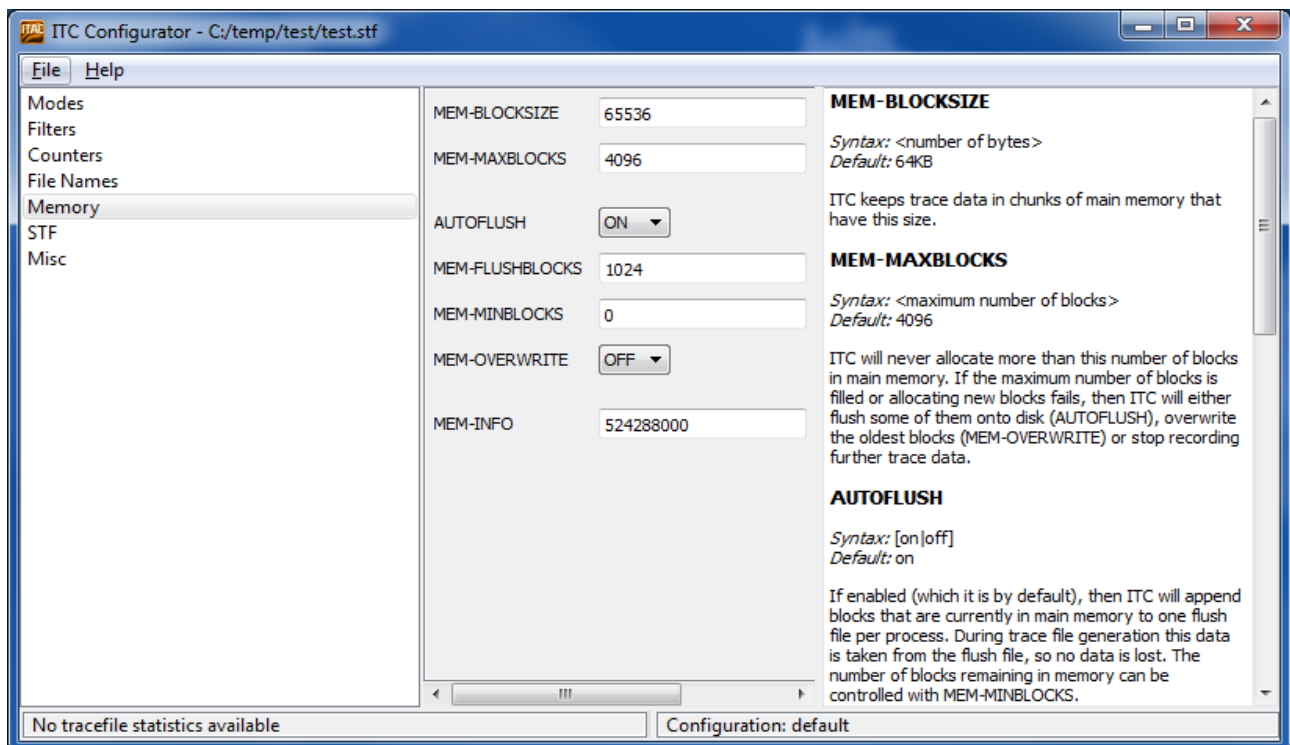 ITAC ITC Configurator - C:/temp/test/test.stf
File Help
Modes
Filters
Counters
File Names
Memory
STF
Misc
MEM-BLOCKSIZE 65536
MEM-MAXBLOCKS 4096
AUTOFLUSH ON
MEM-FLUSHBLOCKS 1024
MEM-MINBLOCKS 0
MEM-OVERWRITE OFF
MEM-INFO 524288000
MEM-BLOCKSIZE
Syntax: <number of bytes>
Default: 64KB
ITC keeps trace data in chunks of main memory that
have this size.
MEM-MAXBLOCKS
Syntax: <maximum number of blocks>
Default: 4096
ITC will never allocate more than this number of blocks
in main memory. If the maximum number of blocks is
filled or allocating new blocks fails, then ITC will either
flush some of them onto disk (AUTOFLUSH), overwrite
the oldest blocks (MEM-OVERWRITE) or stop recording
further trace data.
AUTOFLUSH
Syntax: [on|off]
Default: on
If enabled (which it is by default), then ITC will append
blocks that are currently in main memory to one flush
file per process. During trace file generation this data
is taken from the flush file, so no data is lost. The
number of blocks remaining in memory can be
controlled with MEM-MINBLOCKS.
No tracefile statistics available
Configuration: default